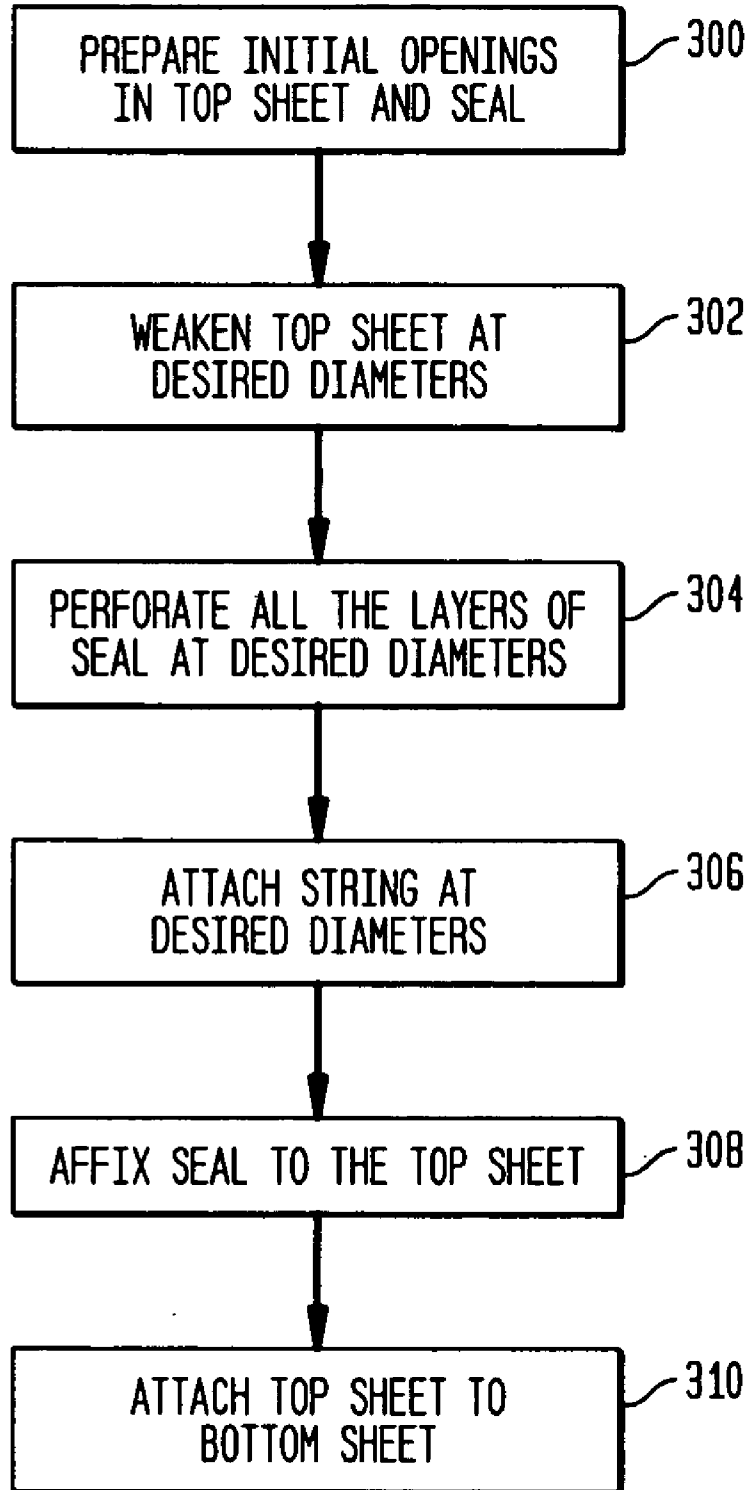 PREPARE INITIAL OPENINGS
IN TOP SHEET AND SEAL
300
WEAKEN TOP SHEET AT
DESIRED DIAMETERS
302
PERFORATE ALL THE LAYERS OF
SEAL AT DESIRED DIAMETERS
304
ATTACH STRING AT
DESIRED DIAMETERS
306
AFFIX SEAL TO THE TOP SHEET
308
ATTACH TOP SHEET TO
BOTTOM SHEET
310